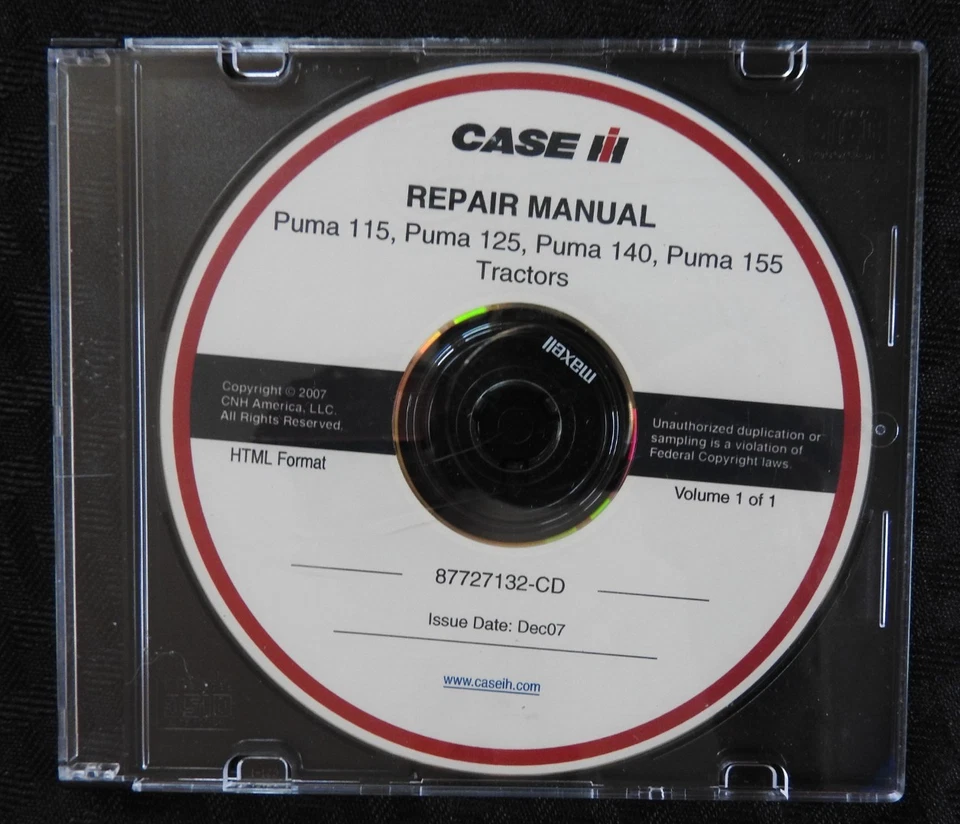 CASE IH
REPAIR MANUAL
Puma 115, Puma 125, Puma 140, Puma 155
Tractors
maxell
Copyright © 2007
CNH America, LLC.
All Rights Reserved.
Unauthorized duplication or
sampling is a violation of
Federal Copyright laws.
HTML Format
Volume 1 of 1
87727132-CD
Issue Date: Dec07
www.caseih.com